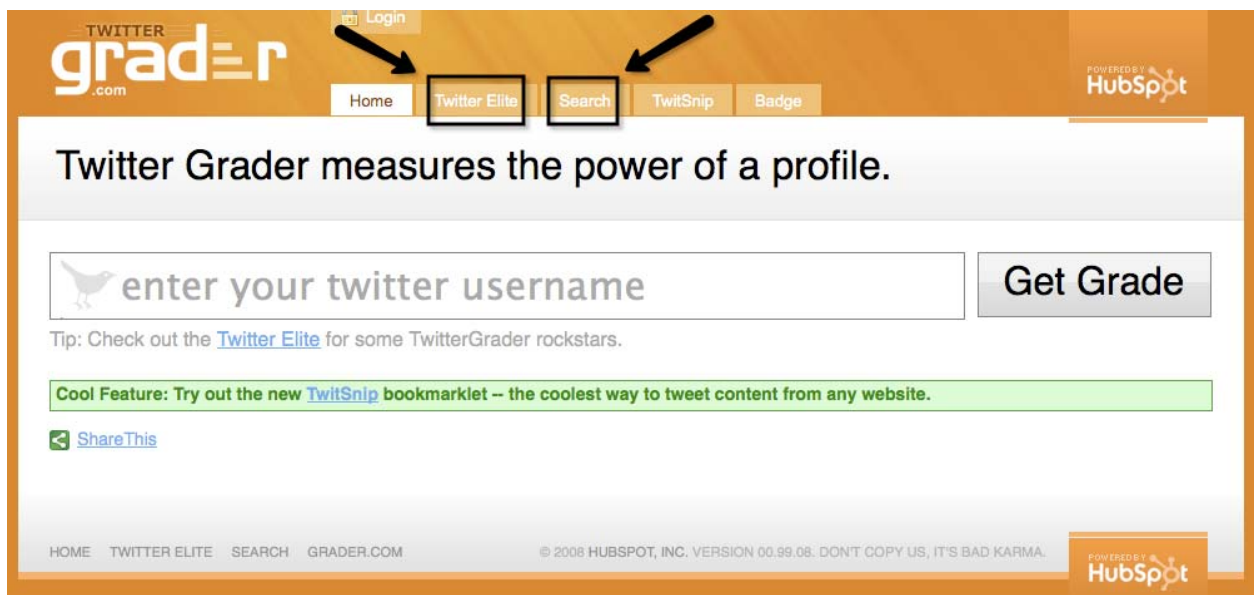 Login
TWITTER
grader
.com
Home Twitter Elite Search TwitSnip Badge
POWERED BY
HubSpot
Twitter Grader measures the power of a profile.
enter your twitter username
Get Grade
Tip: Check out the Twitter Elite for some TwitterGrader rockstars.
Cool Feature: Try out the new TwitSnip bookmarklet -- the coolest way to tweet content from any website.
ShareThis
HOME TWITTER ELITE SEARCH GRADER.COM © 2008 HUBSPOT, INC. VERSION 00.99.08. DON'T COPY US, IT'S BAD KARMA.
POWERED BY
HubSpot